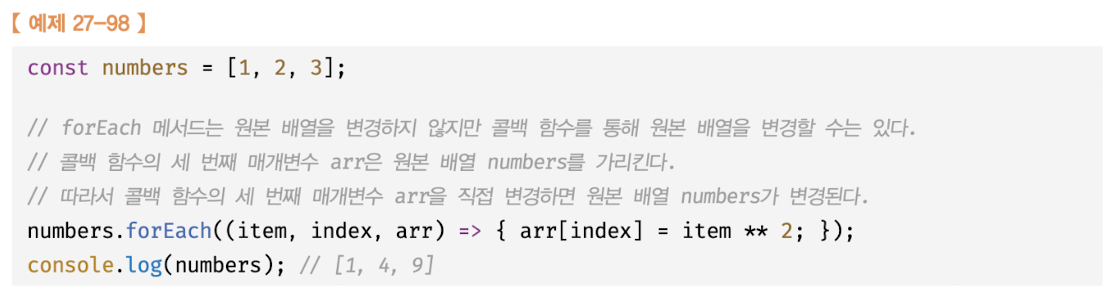 【 예제 27-98 】
const numbers = [1, 2, 3];
// forEach 메서드는 원본 배열을 변경하지 않지만 콜백 함수를 통해 원본 배열을 변경할 수는 있다.
// 콜백 함수의 세 번째 매개변수 arr은 원본 배열 numbers를 가리킨다.
// 따라서 콜백 함수의 세 번째 매개변수 arr을 직접 변경하면 원본 배열 numbers가 변경된다.
numbers.forEach((item, index, arr) => { arr[index] = item ** 2; });
console.log(numbers); // [1, 4, 9]